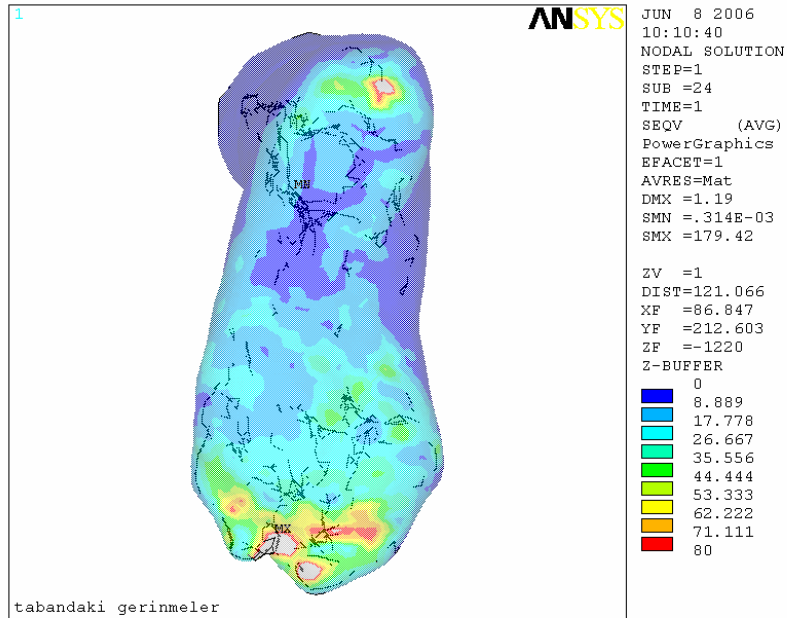 1
ANSYS
JUN 8 2006
10:10:40
NODAL SOLUTION
STEP=1
SUB =24
TIME=1
SEQV (AVG)
PowerGraphics
EFACET=1
AVRES=Mat
DMX =1.19
SMN =.314E-03
SMX =179.42
ZV =1
DIST=121.066
XF =86.847
YF =212.603
ZF =-1220
Z-BUFFER
0
8.889
17.778
26.667
35.556
44.444
53.333
62.222
71.111
80
MN
MX
tabandaki gerinmeler